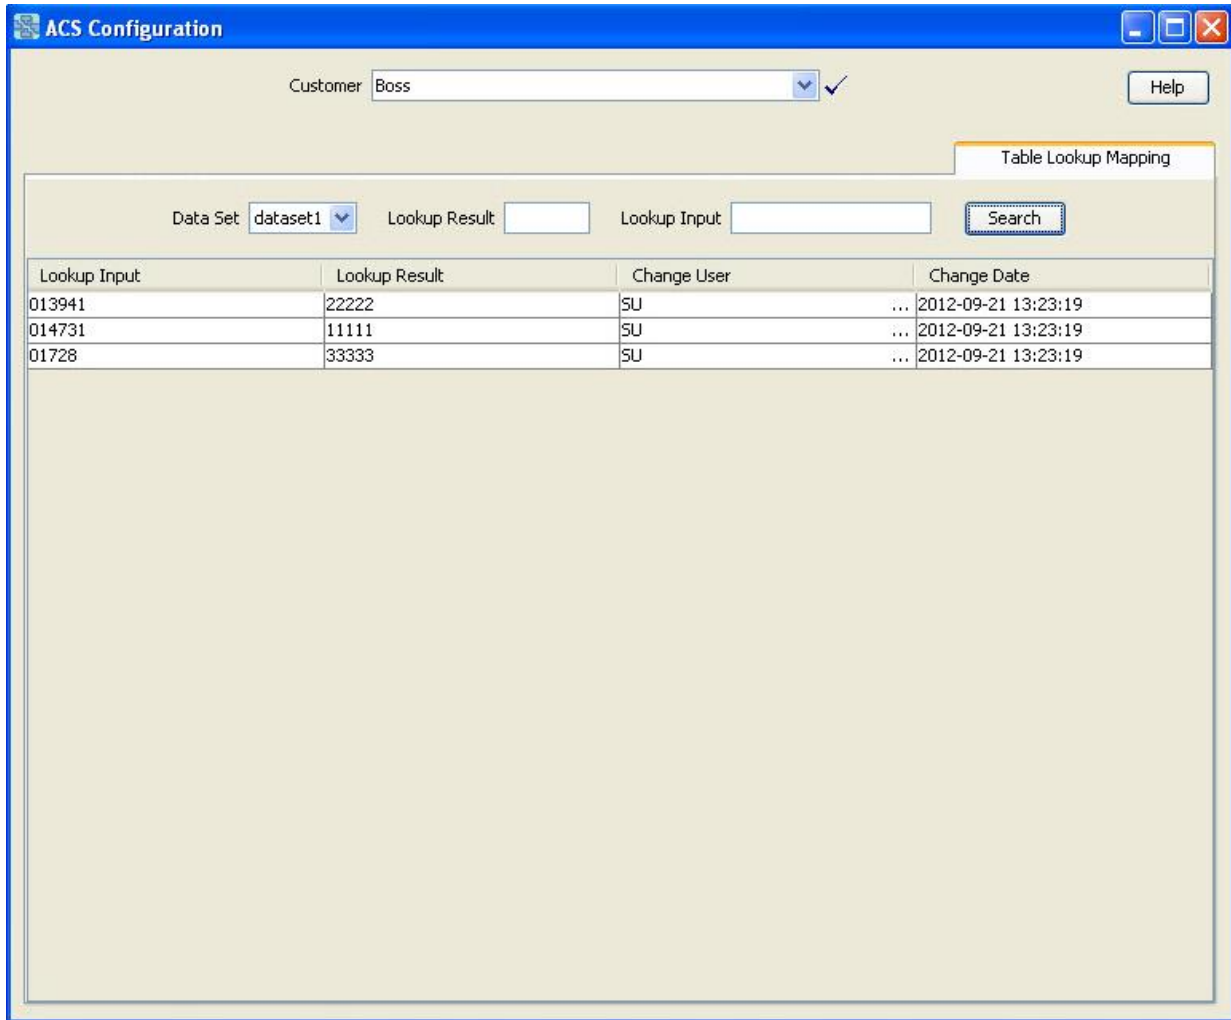 ACS Configuration
Customer Boss Help
Table Lookup Mapping
Data Set dataset1 Lookup Result Lookup Input Search
Lookup Input Lookup Result Change User Change Date
013941 22222 SU ... 2012-09-21 13:23:19
014731 11111 SU ... 2012-09-21 13:23:19
01728 33333 SU ... 2012-09-21 13:23:19